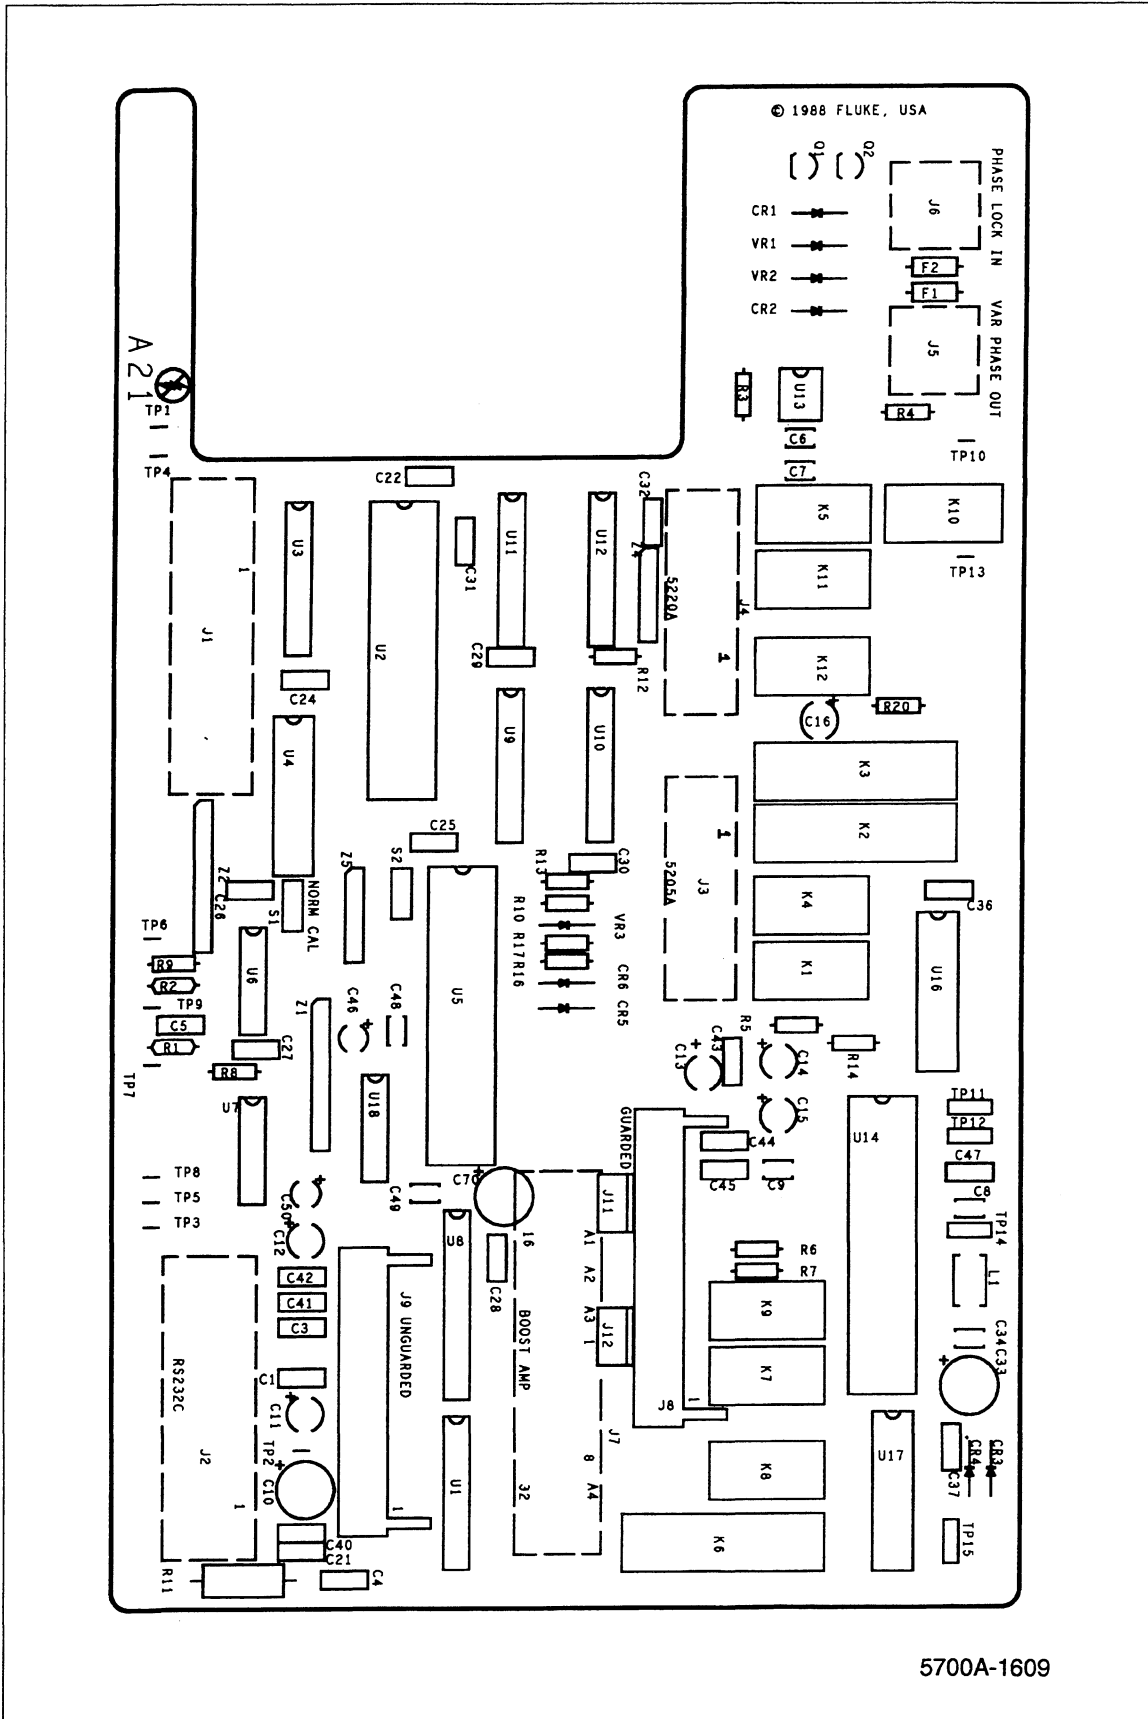 © 1988 FLUKE, USA
Q1
Q2
PHASE LOCK IN
J6
CR1
VR1
VR2
CR2
F2
F1
VAR PHASE OUT
J5
A21
R3
U13
R4
TP1
C6
TP10
TP4
C7
C22
C32
K5
K10
U3
U11
U12
Z4
C31
K11
TP13
1
5220A
J4
J1
U2
C29
R12
1
K12
C24
R20
C16
U4
U9
U10
K3
C25
1
K2
Z5
S2
R13
C30
5205A
J3
Z2
C26
S1
NORM CAL
K4
C36
R10
VR3
TP6
R17
R16
R9
U6
CR6
K1
U16
R2
U5
TP9
Z1
C46
C48
CR5
C5
R5
R1
C27
C43
C13
C14
R14
TP7
R8
U7
U18
GUARDED
C15
TP11
U14
TP12
C44
TP8
C70
C45
C9
C47
TP5
C50
C49
J11
C8
TP3
C12
U8
16
A1
TP14
R6
C42
C28
A2
R7
L1
C41
J9 UNGUARDED
BOOST AMP
A3
K9
C3
1
J12
C34
C33
RS232C
C1
K7
C11
J8
1
J2
TP2
J7
U17
CR4
CR3
C10
U1
32
8
A4
K8
C37
1
1
C40
K6
TP15
C21
R11
C4
5700A-1609